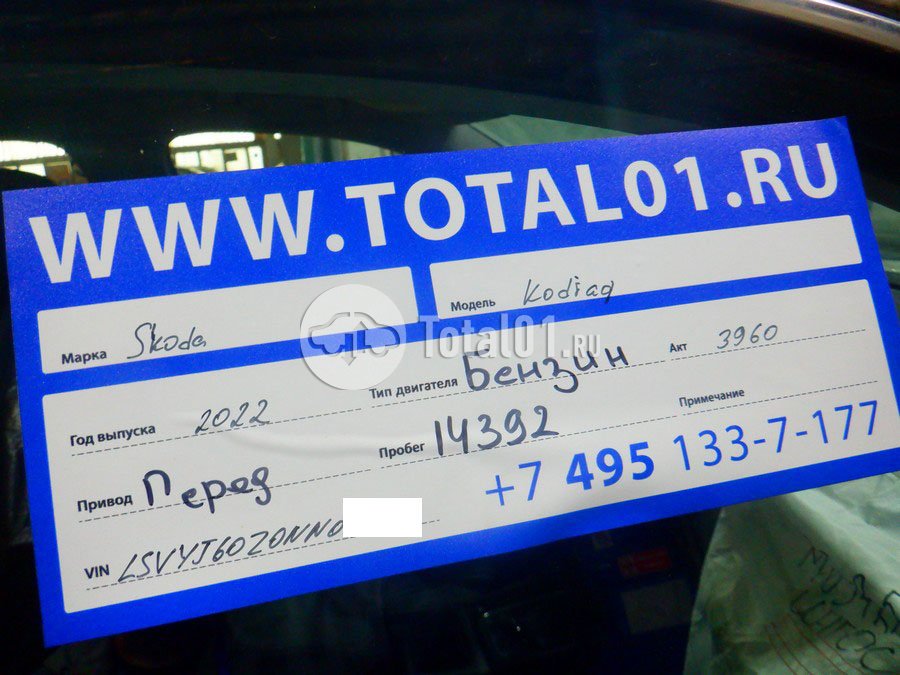 WWW.TOTAL01.RU
Марка Skoda Модель Kodiaq
Total01.RU
Год выпуска 2022 Тип двигателя Бензин Акт 3960
Привод Перед Пробег 14392 Примечание
+7 495 133-7-177
VIN LSVYJ60Z0NN0